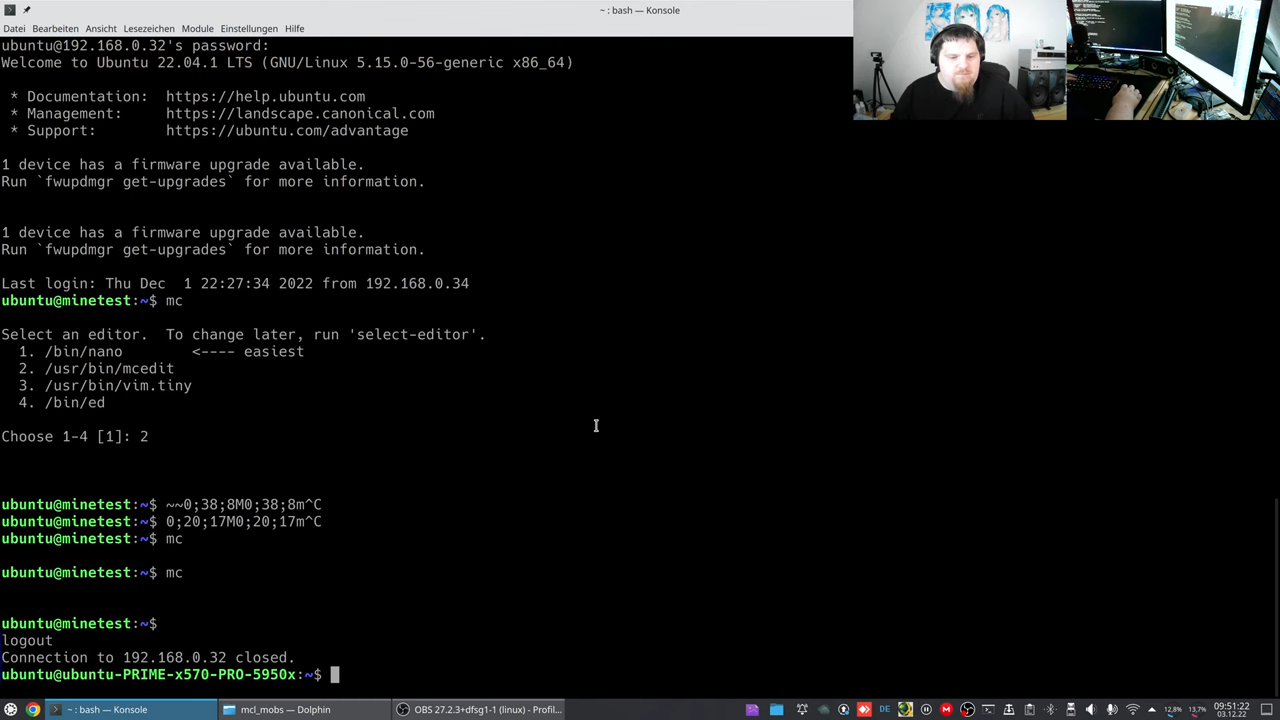 ~ : bash — Konsole
Datei Bearbeiten Ansicht Lesezeichen Module Einstellungen Hilfe
ubuntu@192.168.0.32's password:
Welcome to Ubuntu 22.04.1 LTS (GNU/Linux 5.15.0-56-generic x86_64)
* Documentation: https://help.ubuntu.com
* Management: https://landscape.canonical.com
* Support: https://ubuntu.com/advantage
1 device has a firmware upgrade available.
Run `fwupdmgr get-upgrades` for more information.
1 device has a firmware upgrade available.
Run `fwupdmgr get-upgrades` for more information.
Last login: Thu Dec 1 22:27:34 2022 from 192.168.0.34
ubuntu@minetest:~$ mc
Select an editor. To change later, run 'select-editor'.
1. /bin/nano <---- easiest
2. /usr/bin/mcedit
3. /usr/bin/vim.tiny
4. /bin/ed
Choose 1-4 [1]: 2
ubuntu@minetest:~$ ~~0;38;8M0;38;8m^C
ubuntu@minetest:~$ 0;20;17M0;20;17m^C
ubuntu@minetest:~$ mc
ubuntu@minetest:~$ mc
ubuntu@minetest:~$
logout
Connection to 192.168.0.32 closed.
ubuntu@ubuntu-PRIME-x570-PRO-5950x:~$
~ : bash — Konsole
mcl_mobs — Dolphin
OBS 27.2.3+dfsg1-1 (linux) - Profil...
DE
12,8%
13,7%
09:51:22
03.12.22